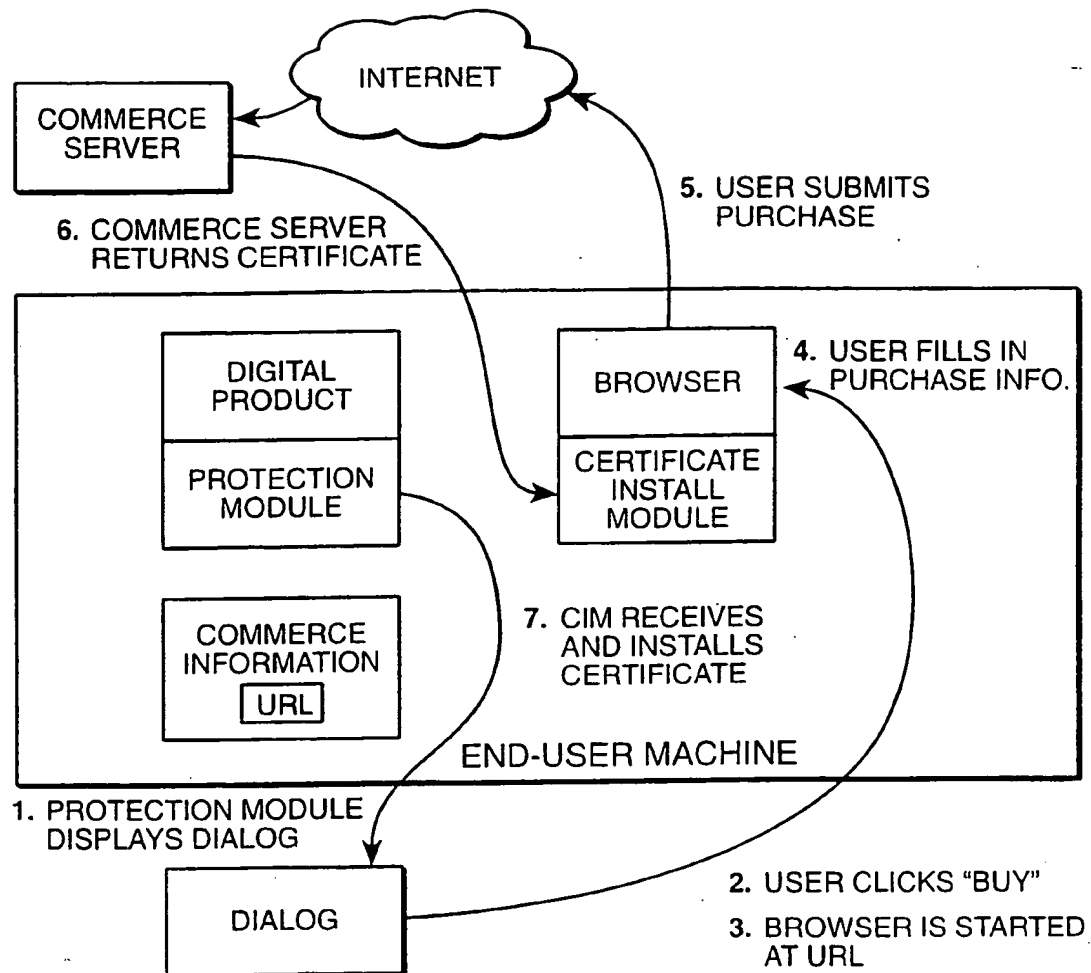 INTERNET
COMMERCE
SERVER
5. USER SUBMITS
PURCHASE
6. COMMERCE SERVER
RETURNS CERTIFICATE
DIGITAL
PRODUCT
PROTECTION
MODULE
BROWSER
CERTIFICATE
INSTALL
MODULE
4. USER FILLS IN
PURCHASE INFO.
COMMERCE
INFORMATION
URL
7. CIM RECEIVES
AND INSTALLS
CERTIFICATE
END-USER MACHINE
1. PROTECTION MODULE
DISPLAYS DIALOG
DIALOG
2. USER CLICKS “BUY”
3. BROWSER IS STARTED
AT URL